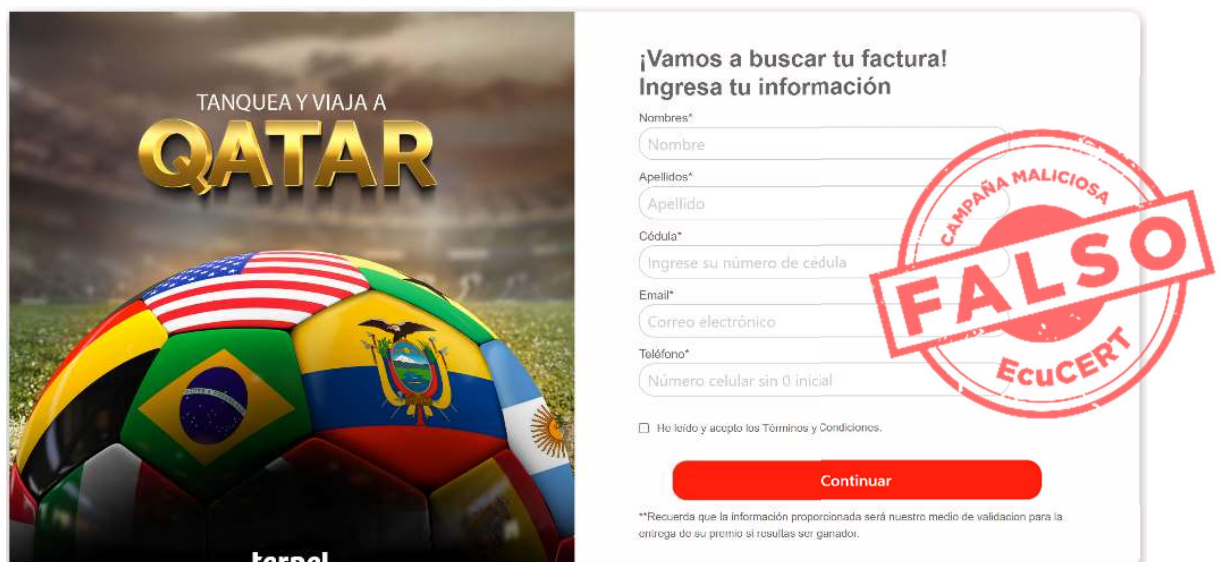 TANQUEA Y VIAJA A
QATAR
terpel
¡Vamos a buscar tu factura!
Ingresa tu información
Nombres*
Nombre
Apellidos*
Apellido
Cédula*
Ingrese su número de cédula
Email*
Correo electrónico
Teléfono*
Número celular sin 0 inicial
He leído y acepto los Términos y Condiciones.
Continuar
**Recuerda que la información proporcionada será nuestro medio de validacion para la
entrega de su premio si resultas ser ganador.
CAMPAÑA MALICIOSA
FALSO
EcuCERT